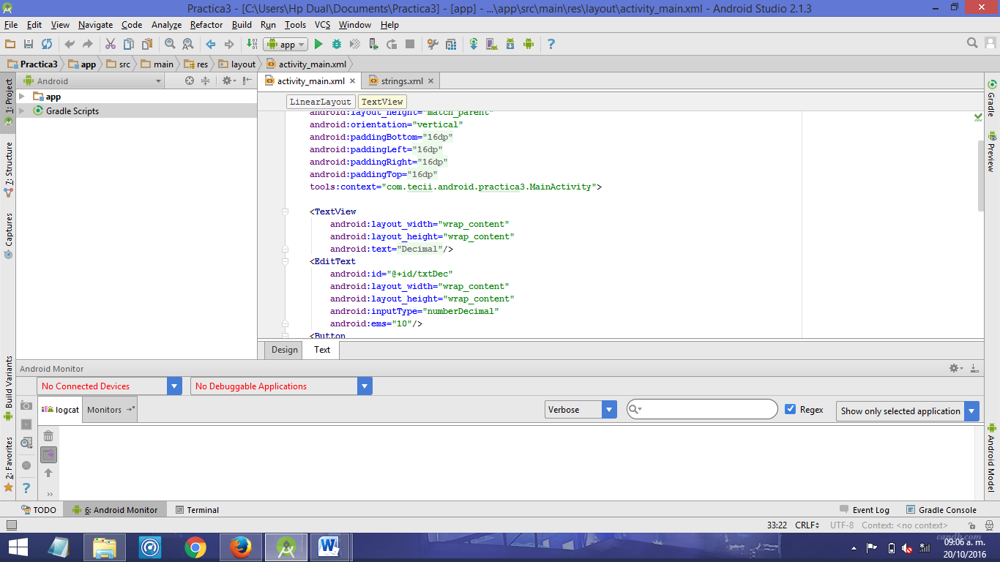 Practica3 - [C:\Users\Hp Dual\Documents\Practica3] - [app] - ...\app\src\main\res\layout\activity_main.xml - Android Studio 2.1.3
File Edit View Navigate Code Analyze Refactor Build Run Tools VCS Window Help
app
Practica3 app src main res layout activity_main.xml
1: Project
7: Structure
Captures
Build Variants
2: Favorites
Android
app
Gradle Scripts
activity_main.xml strings.xml
LinearLayout TextView
android:layout_height="match_parent"
android:orientation="vertical"
android:paddingBottom="16dp"
android:paddingLeft="16dp"
android:paddingRight="16dp"
android:paddingTop="16dp"
tools:context="com.tecii.android.practica3.MainActivity">
<TextView
android:layout_width="wrap_content"
android:layout_height="wrap_content"
android:text="Decimal"/>
<EditText
android:id="@+id/txtDec"
android:layout_width="wrap_content"
android:layout_height="wrap_content"
android:inputType="numberDecimal"
android:ems="10"/>
<Button
Design Text
Gradle
Preview
Android Model
Android Monitor
No Connected Devices No Debuggable Applications
logcat Monitors Verbose Regex Show only selected application
TODO 6: Android Monitor Terminal Event Log Gradle Console
33:22 CRLF UTF-8 Context: <no context>
candh.com
09:06 a. m.
20/10/2016